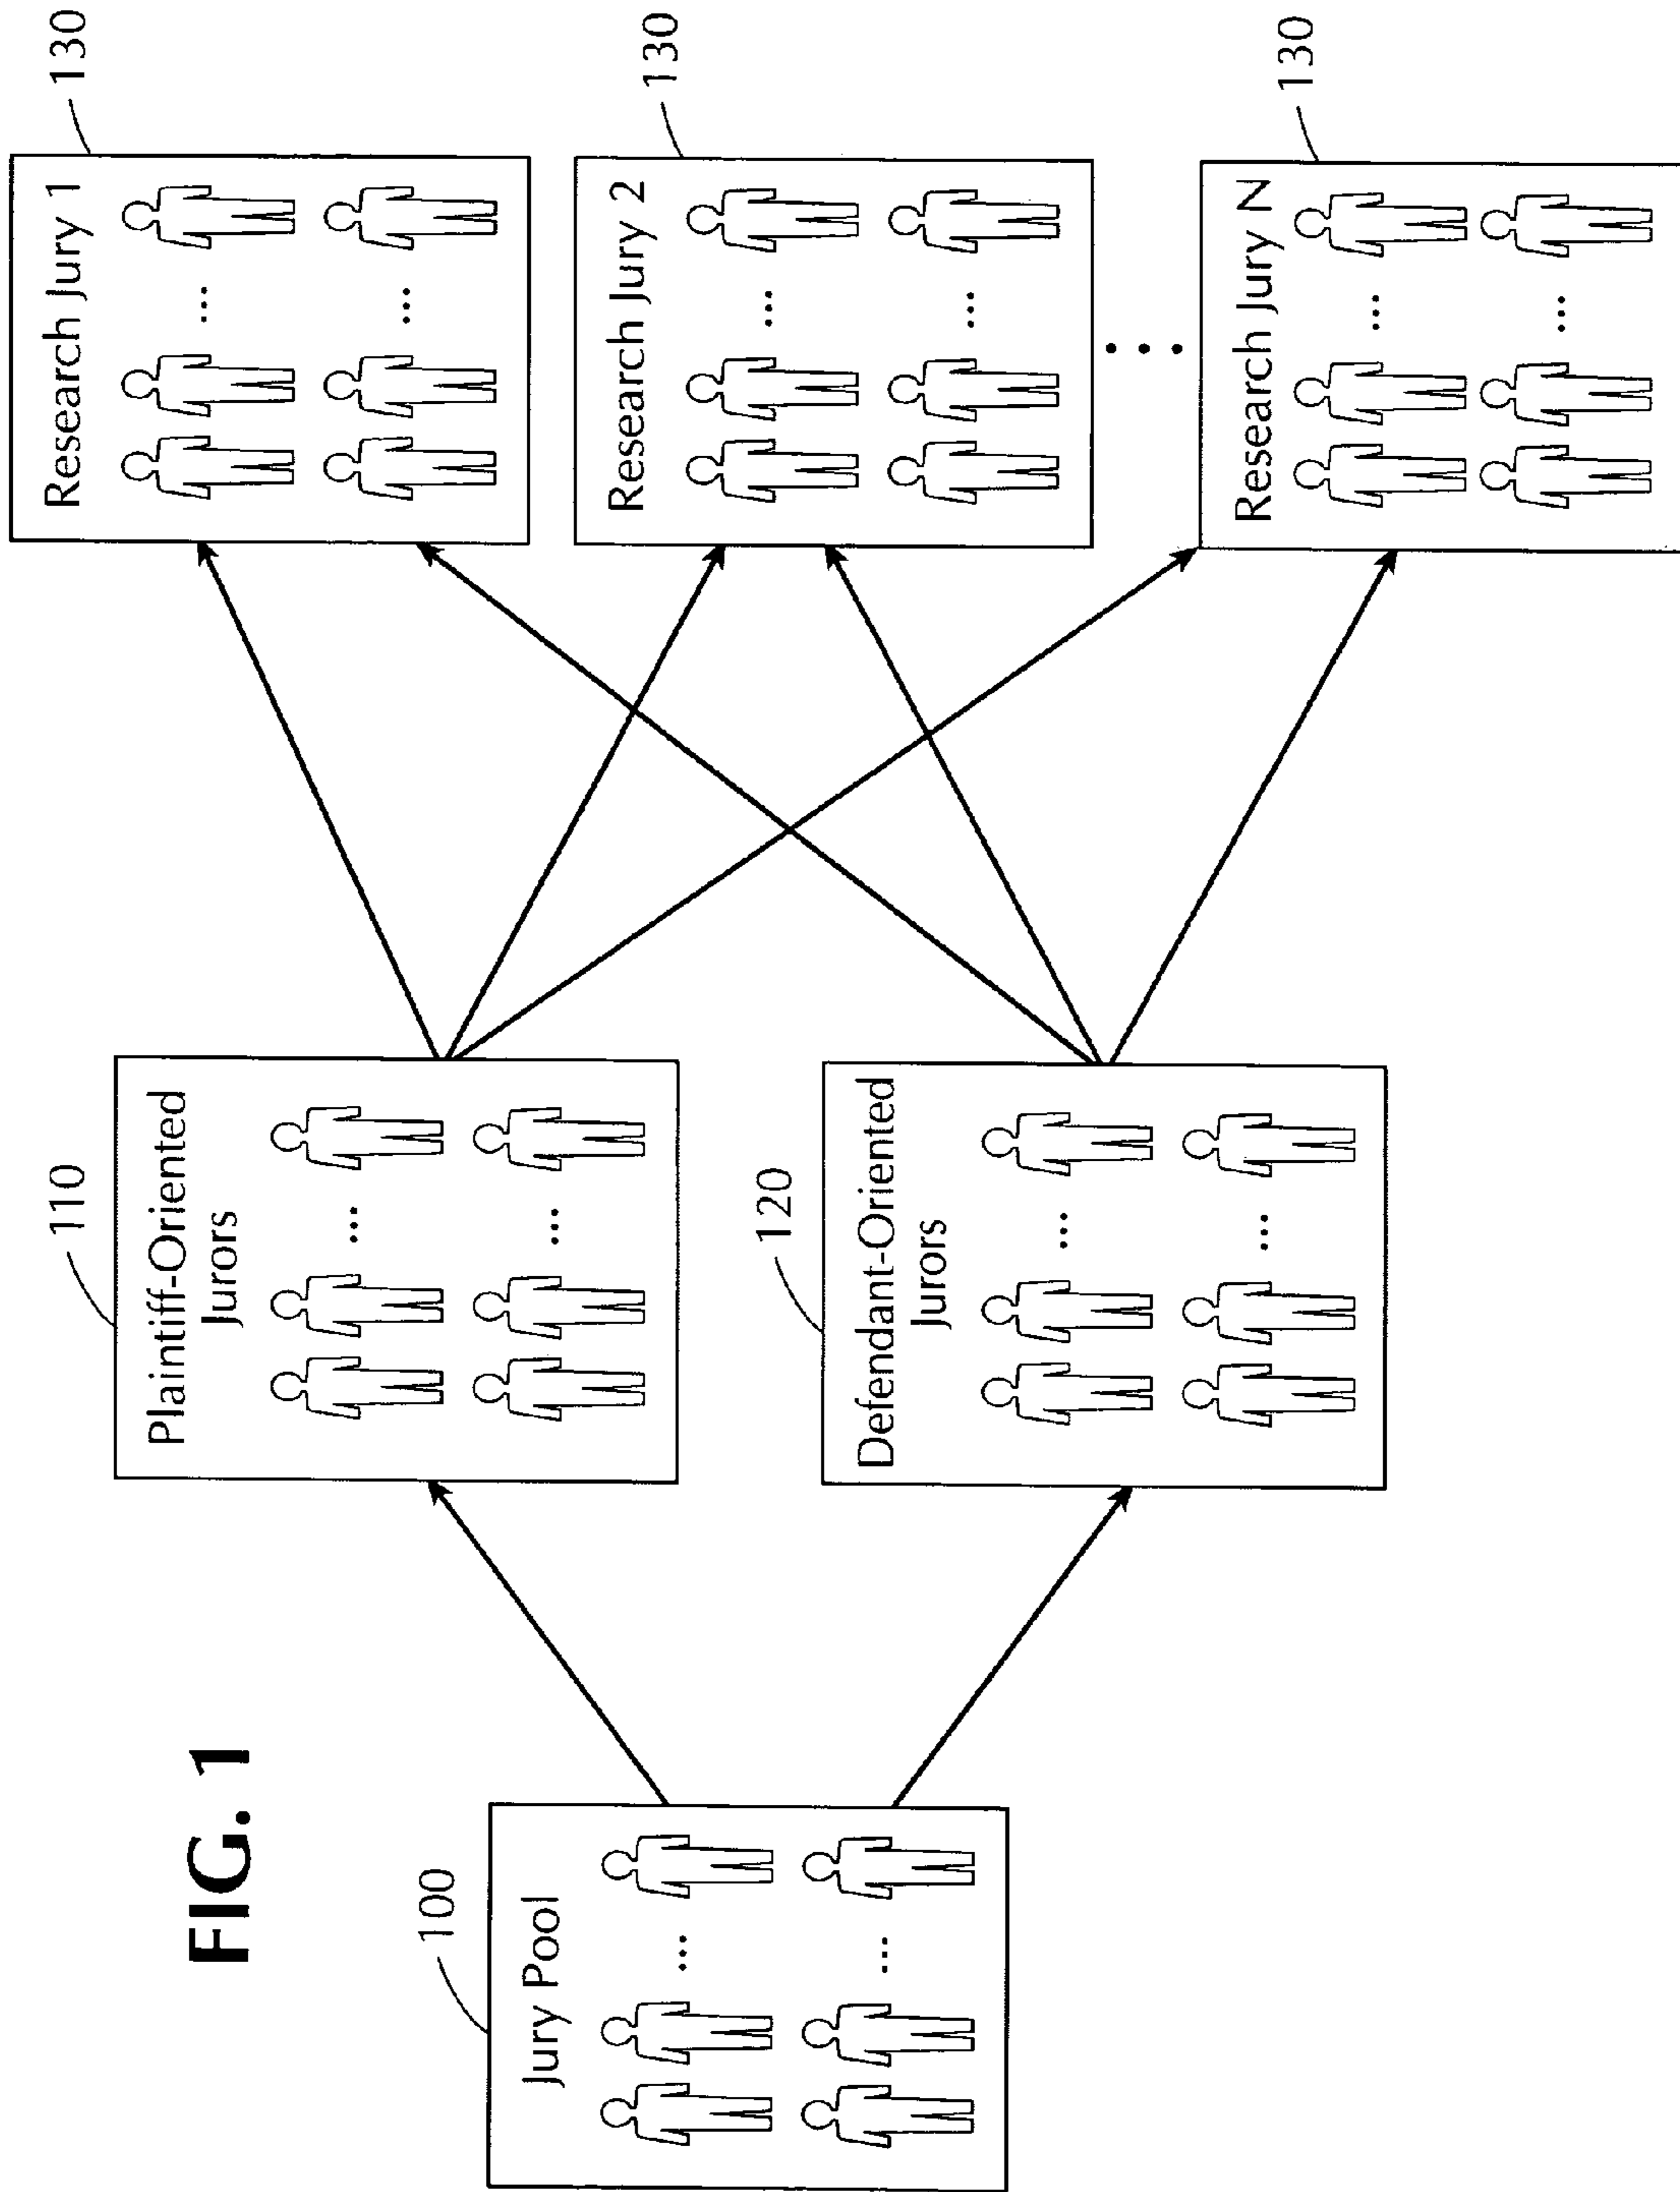 FIG. 1
100
Jury Pool
...
...
110
Plaintiff-Oriented
Jurors
...
...
120
Defendant-Oriented
Jurors
...
...
130
Research Jury 1
...
...
130
Research Jury 2
...
...
130
Research Jury N
...
...